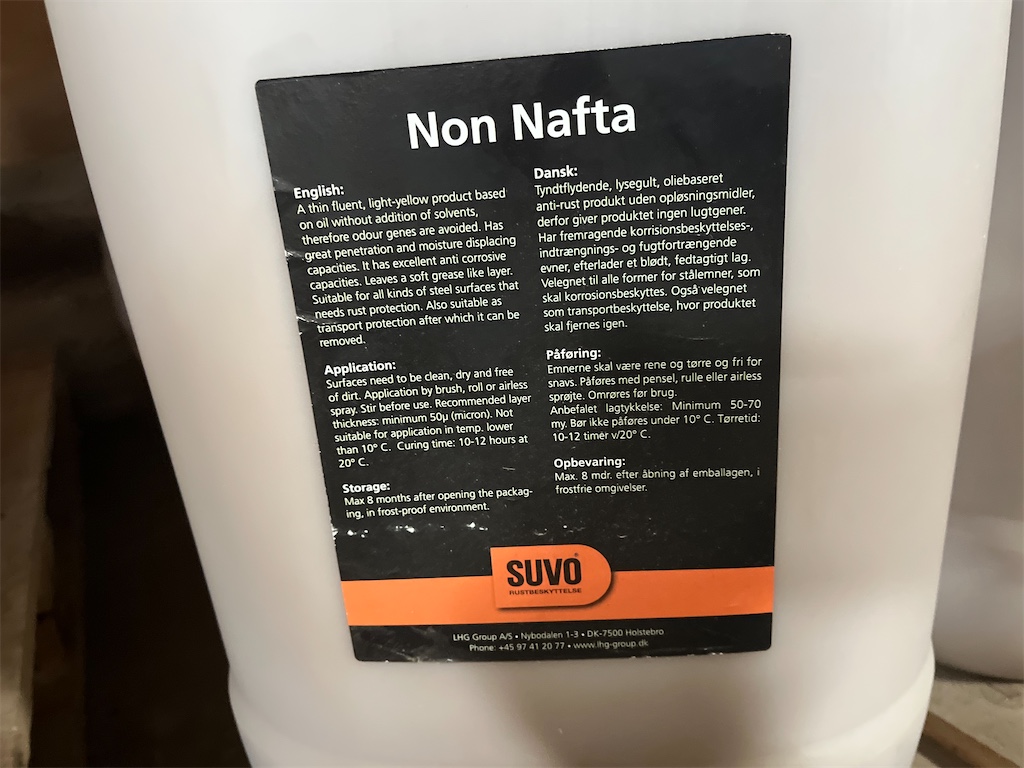 Non Nafta
English:
A thin fluent, light-yellow product based
on oil without addition of solvents,
therefore odour genes are avoided. Has
great penetration and moisture displacing
capacities. It has excellent anti corrosive
capacities. Leaves a soft grease like layer.
Suitable for all kinds of steel surfaces that
needs rust protection. Also suitable as
transport protection after which it can be
removed.
Application:
Surfaces need to be clean, dry and free
of dirt. Application by brush, roll or airless
spray. Stir before use. Recommended layer
thickness: minimum 50µ (micron). Not
suitable for application in temp. lower
than 10° C. Curing time: 10-12 hours at
20° C.
Storage:
Max 8 months after opening the packag-
ing, in frost-proof environment.
Dansk:
Tyndtflydende, lysegult, oliebaseret
anti-rust produkt uden opløsningsmidler,
derfor giver produktet ingen lugtgener.
Har fremragende korrisionsbeskyttelses-,
indtrængnings- og fugtfortrængende
evner, efterlader et blødt, fedtagtigt lag.
Velegnet til alle former for stålemner, som
skal korrosionsbeskyttes. Også velegnet
som transportbeskyttelse, hvor produktet
skal fjernes igen.
Påføring:
Emnerne skal være rene og tørre og fri for
snavs. Påføres med pensel, rulle eller airless
sprøjte. Omrøres før brug.
Anbefalet lagtykkelse: Minimum 50-70
my. Bør ikke påføres under 10° C. Tørretid:
10-12 timer v/20° C.
Opbevaring:
Max. 8 mdr. efter åbning af emballagen, i
frostfrie omgivelser.
SUVO®
RUSTBESKYTTELSE
LHG Group A/S • Nybodalen 1-3 • DK-7500 Holstebro
Phone: +45 97 41 20 77 • www.lhg-group.dk